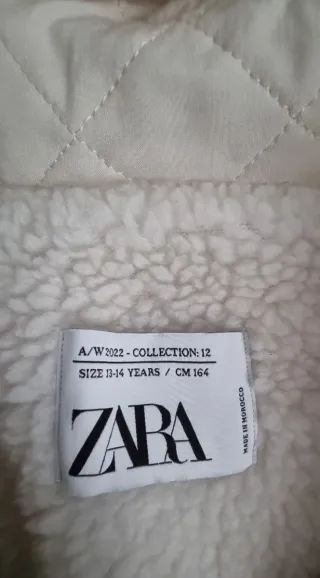 A/W 2022 - COLLECTION: 12
SIZE 13-14 YEARS / CM 164
ZARA
MADE IN MOROCCO